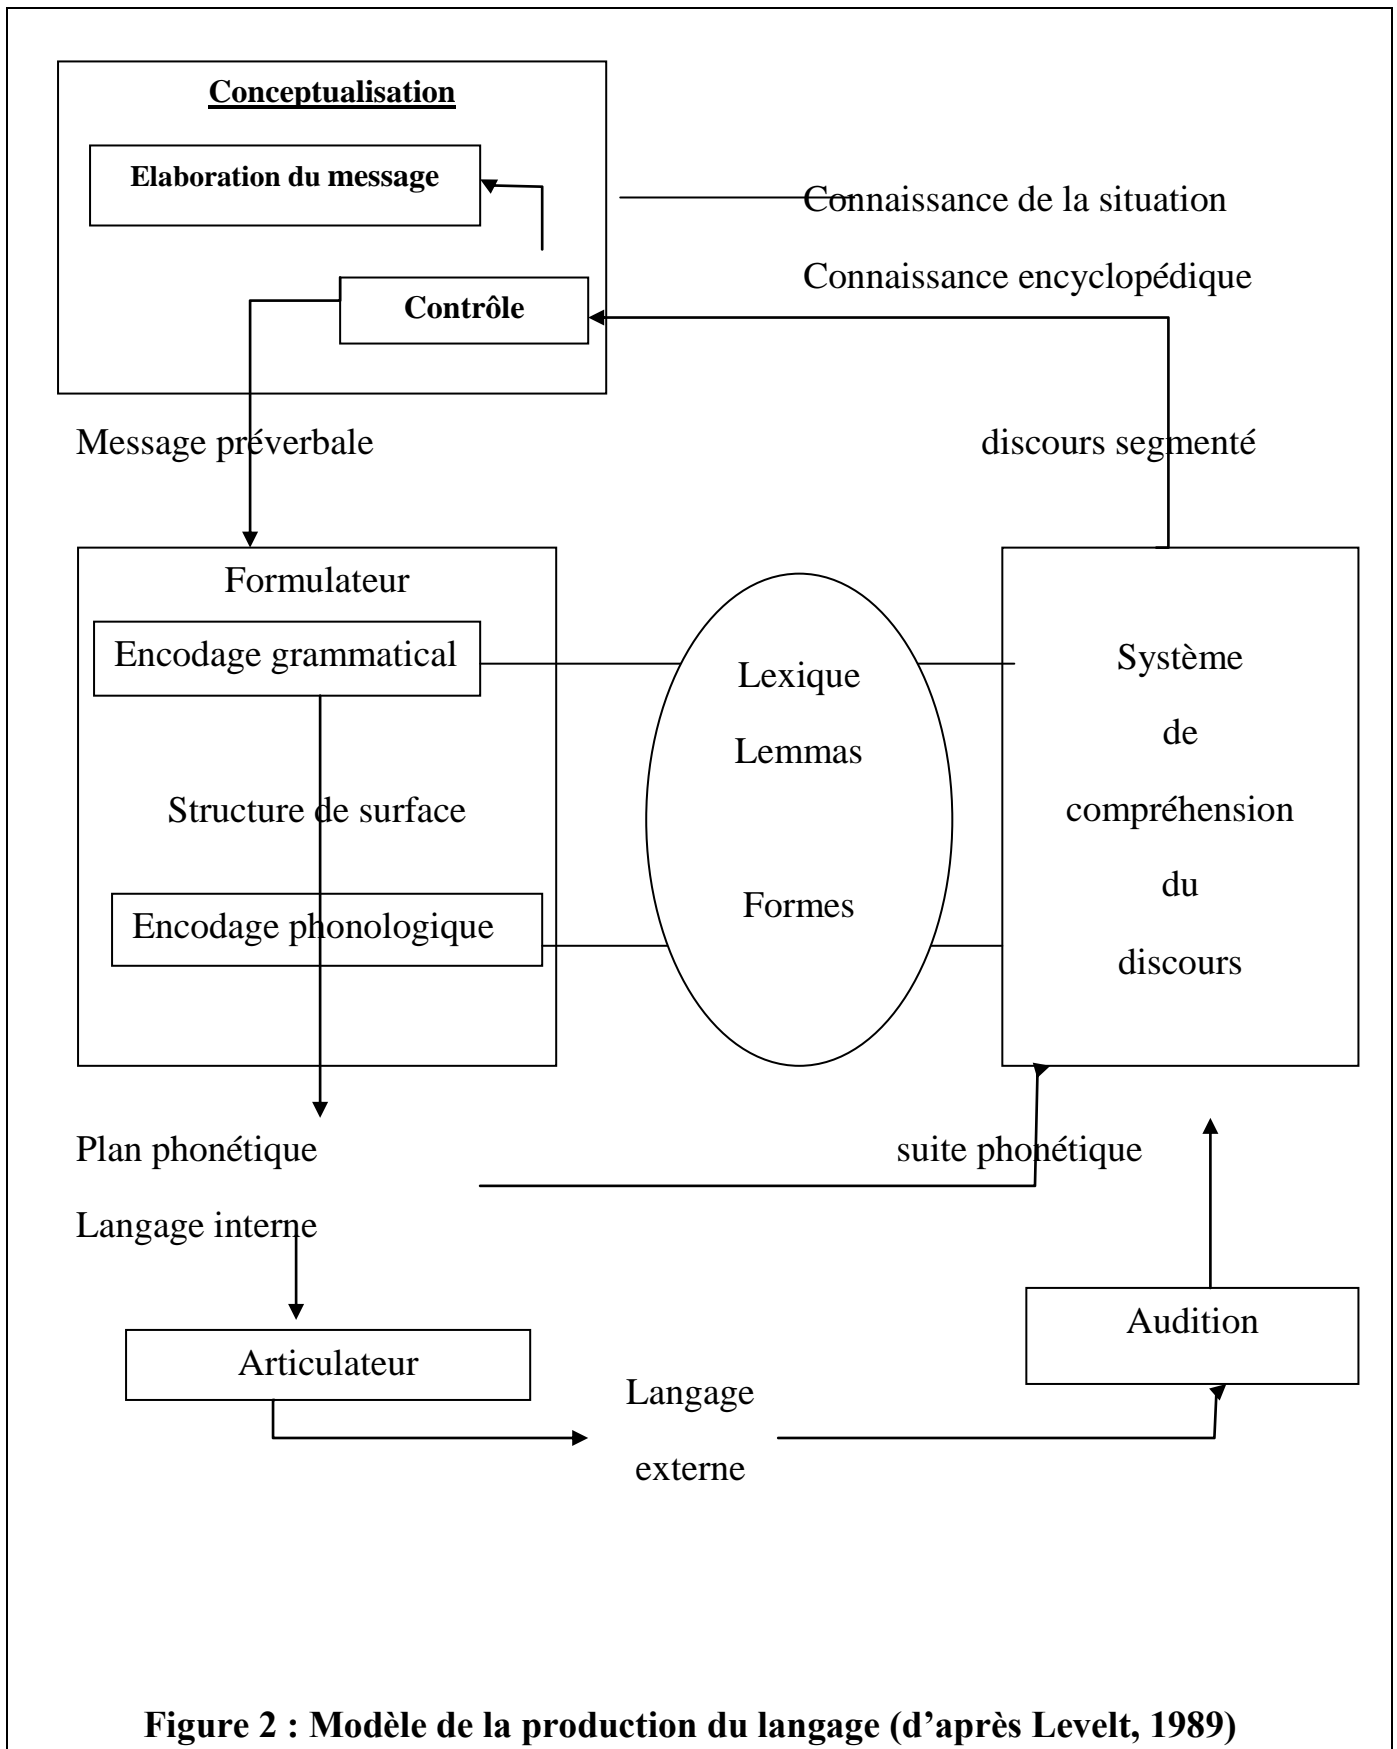 Conceptualisation
Elaboration du message
Connaissance de la situation
Connaissance encyclopédique
Contrôle
Message préverbale
discours segmenté
Formulateur
Encodage grammatical
Structure de surface
Encodage phonologique
Lexique
Lemmas
Formes
Système
de
compréhension
du
discours
Plan phonétique
suite phonétique
Langage interne
Articulateur
Langage
externe
Audition
Figure 2 : Modèle de la production du langage (d’après Levelt, 1989)